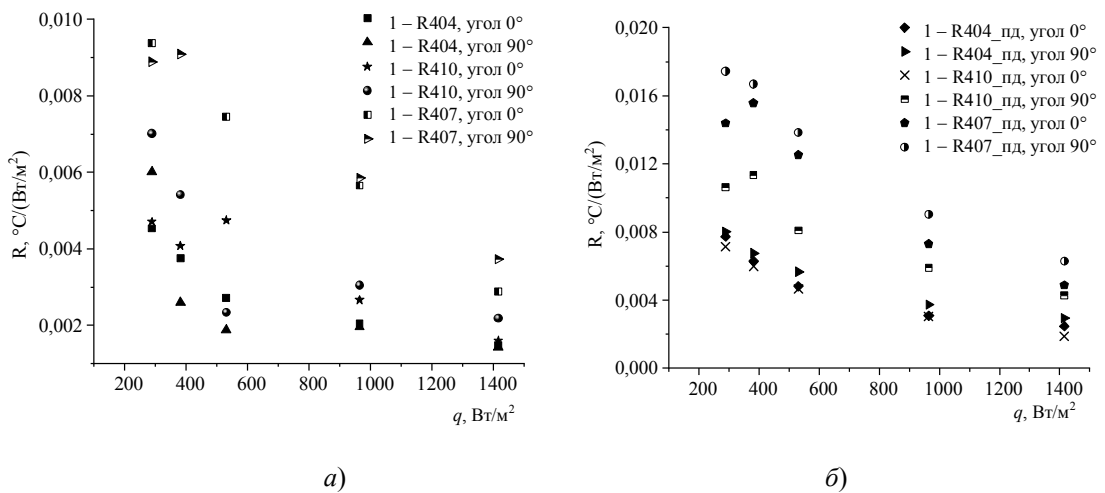 0,010
0,008
0,006
0,004
0,002
R, °C/(Вт/м²)
200 400 600 800 1000 1200 1400
q, Вт/м²
1 – R404, угол 0°
1 – R404, угол 90°
1 – R410, угол 0°
1 – R410, угол 90°
1 – R407, угол 0°
1 – R407, угол 90°
а)
0,020
0,016
0,012
0,008
0,004
0,000
R, °C/(Вт/м²)
200 400 600 800 1000 1200 1400
q, Вт/м²
1 – R404_пд, угол 0°
1 – R404_пд, угол 90°
1 – R410_пд, угол 0°
1 – R410_пд, угол 90°
1 – R407_пд, угол 0°
1 – R407_пд, угол 90°
б)